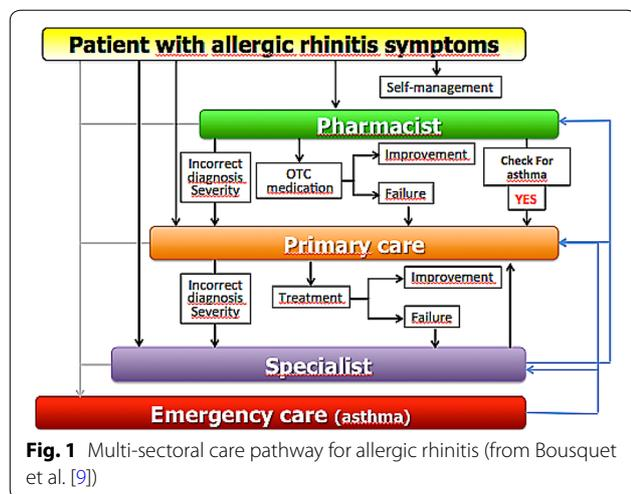 Patient with allergic rhinitis symptoms
Self-management
Pharmacist
Incorrect
diagnosis
Severity
OTC
medication
Improvement
Failure
Check For
asthma
YES
Primary care
Incorrect
diagnosis
Severity
Treatment
Improvement
Failure
Specialist
Emergency care (asthma)
Fig. 1 Multi-sectoral care pathway for allergic rhinitis (from Bousquet
et al. [9])